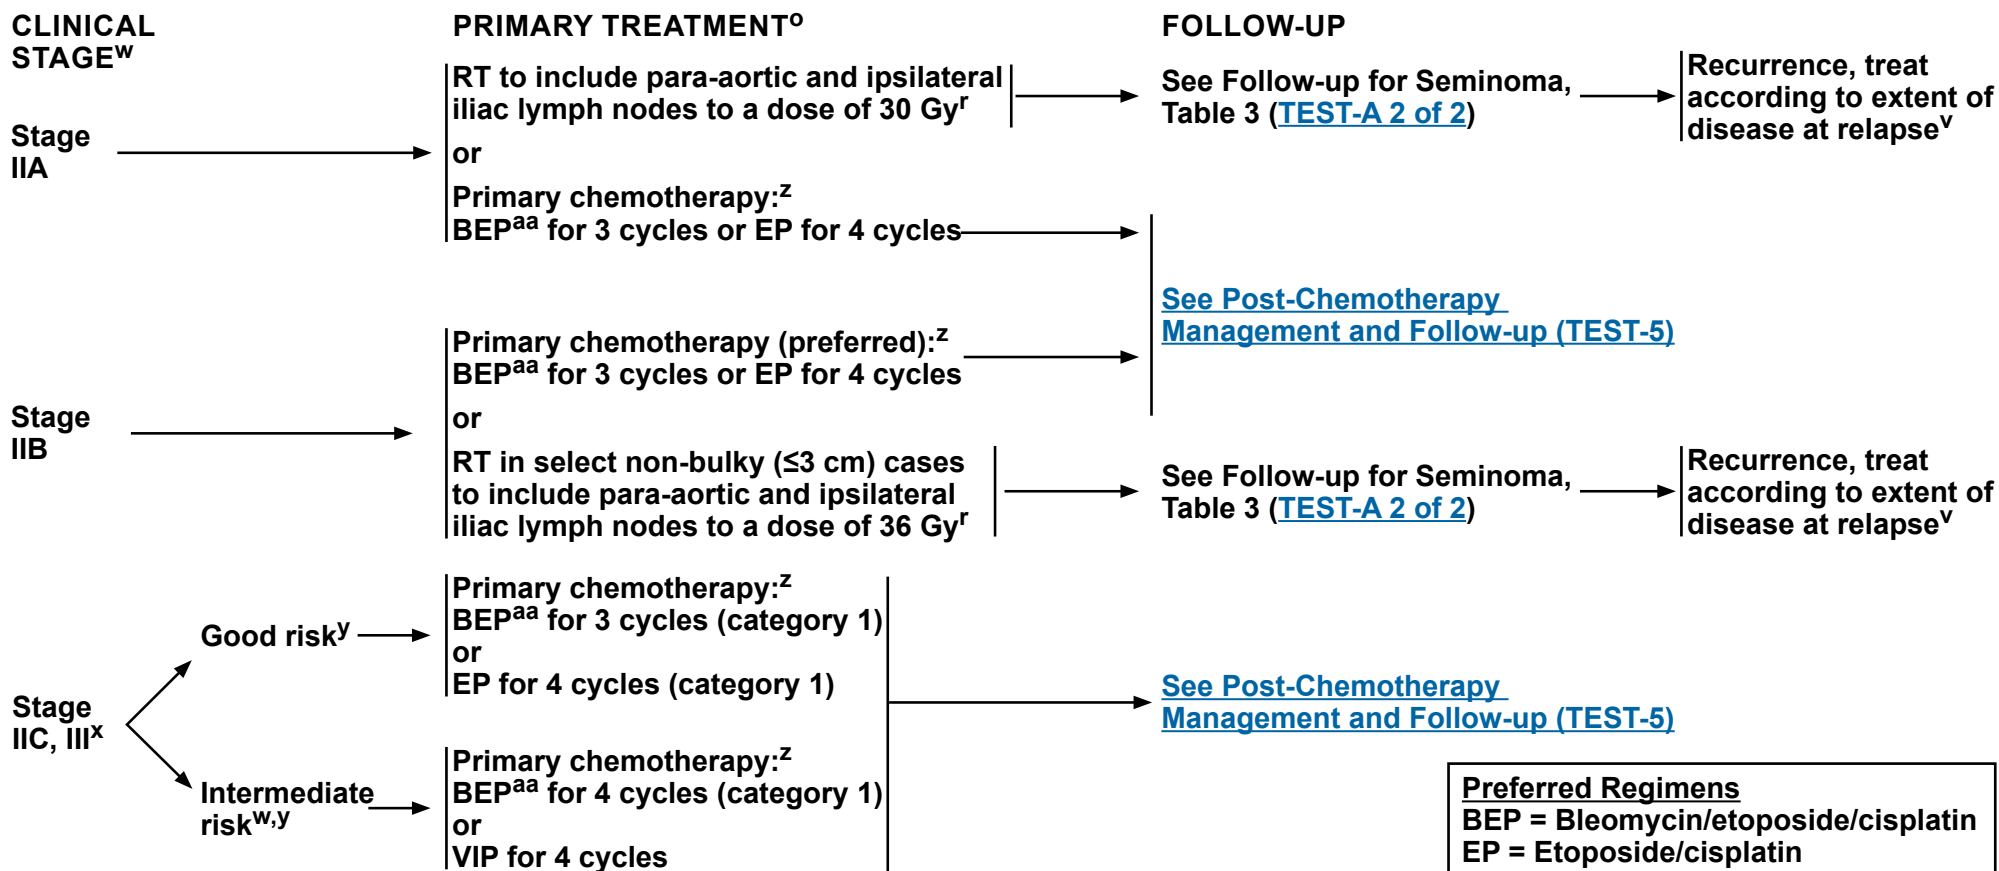 CLINICAL
STAGEw
PRIMARY TREATMENTo
FOLLOW-UP
Stage
IIA
RT to include para-aortic and ipsilateral
iliac lymph nodes to a dose of 30 Gyr
or
Primary chemotherapy:z
BEPaa for 3 cycles or EP for 4 cycles
See Follow-up for Seminoma,
Table 3 (TEST-A 2 of 2)
Recurrence, treat
according to extent of
disease at relapsev
See Post-Chemotherapy
Management and Follow-up (TEST-5)
Stage
IIB
Primary chemotherapy (preferred):z
BEPaa for 3 cycles or EP for 4 cycles
or
RT in select non-bulky (≤3 cm) cases
to include para-aortic and ipsilateral
iliac lymph nodes to a dose of 36 Gyr
See Follow-up for Seminoma,
Table 3 (TEST-A 2 of 2)
Recurrence, treat
according to extent of
disease at relapsev
Stage
IIC, IIIx
Good risky
Primary chemotherapy:z
BEPaa for 3 cycles (category 1)
or
EP for 4 cycles (category 1)
Intermediate
riskw,y
Primary chemotherapy:z
BEPaa for 4 cycles (category 1)
or
VIP for 4 cycles
See Post-Chemotherapy
Management and Follow-up (TEST-5)
Preferred Regimens
BEP = Bleomycin/etoposide/cisplatin
EP = Etoposide/cisplatin